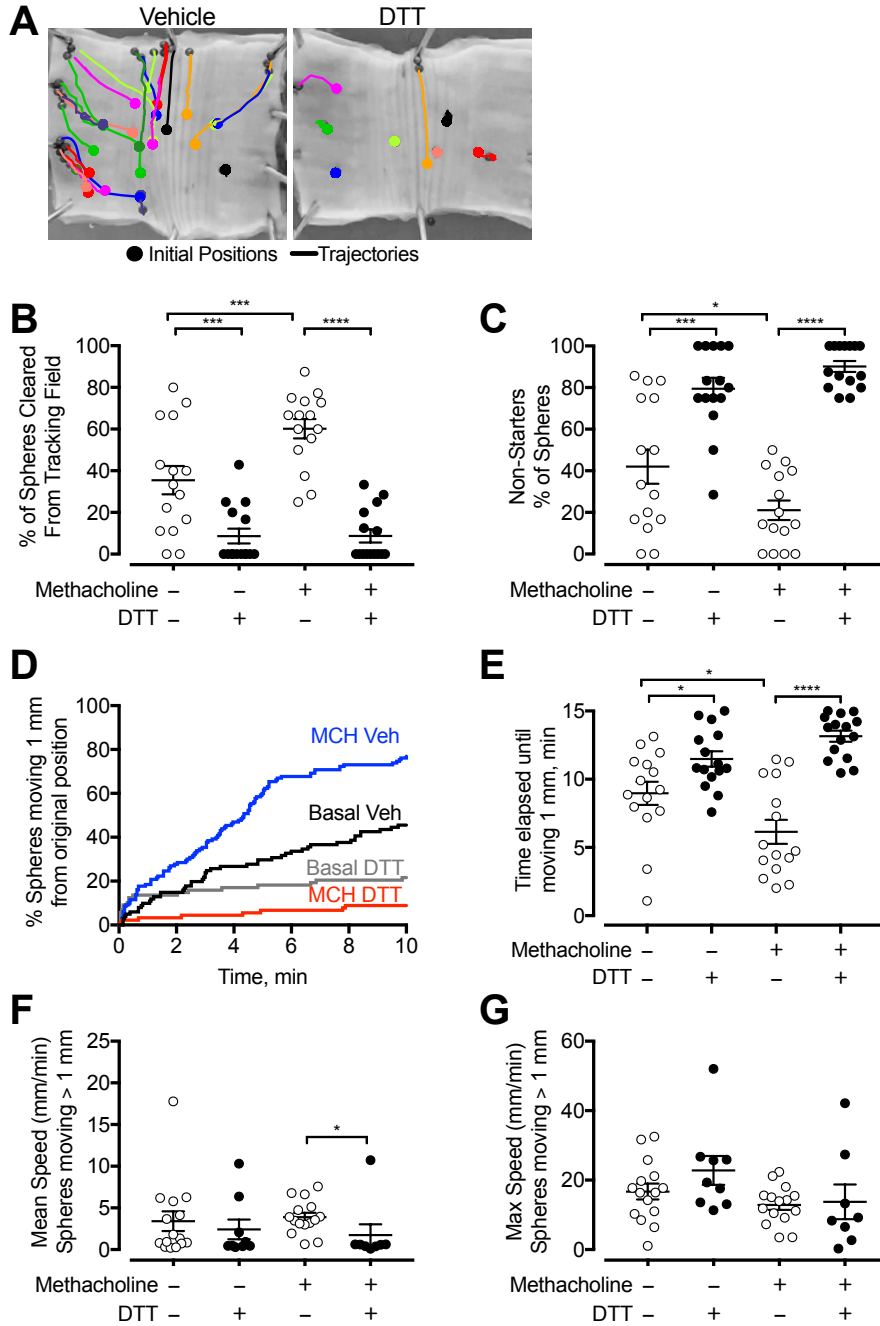 A
Vehicle
DTT
Initial Positions
Trajectories
B
% of Spheres Cleared
From Tracking Field
***
***
****
100
80
60
40
20
0
Methacholine – – + +
DTT – + – +
C
Non-Starters
% of Spheres
*
***
****
100
80
60
40
20
0
Methacholine – – + +
DTT – + – +
D
% Spheres moving 1 mm
from original position
100
80
60
40
20
0
MCH Veh
Basal Veh
Basal DTT
MCH DTT
0 2 4 6 8 10
Time, min
E
Time elapsed until
moving 1 mm, min
*
*
****
15
10
5
0
Methacholine – – + +
DTT – + – +
F
Mean Speed (mm/min)
Spheres moving > 1 mm
25
20
15
10
5
0
*
Methacholine – – + +
DTT – + – +
G
Max Speed (mm/min)
Spheres moving > 1 mm
60
40
20
0
Methacholine – – + +
DTT – + – +